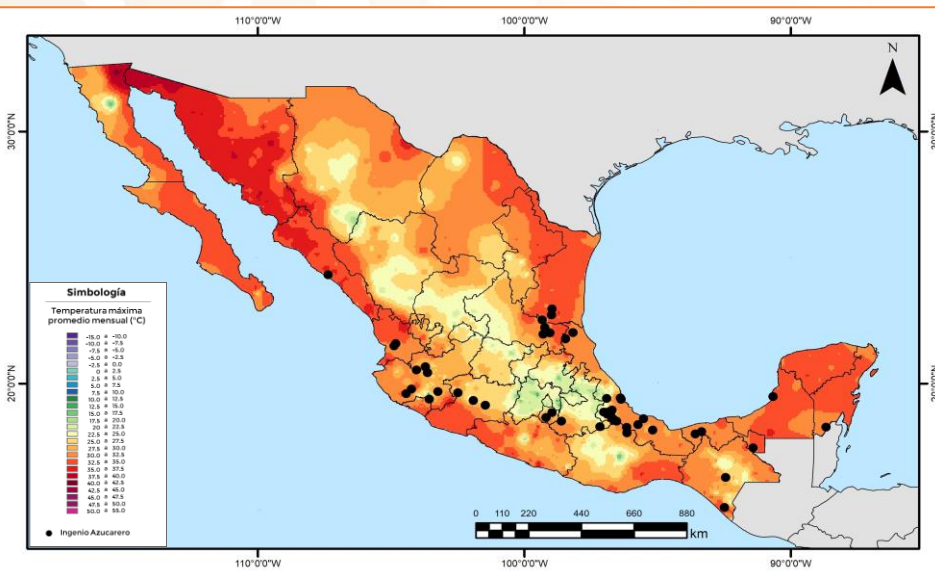 110°0'0"W 100°0'0"W 90°0'0"W
N
30°0'0"N 30°0'0"N
20°0'0"N 20°0'0"N
Simbología
Temperatura máxima
promedio mensual (°C)
-15.0 a -10.0
-10.0 a -7.5
-7.5 a -5.0
-5.0 a -2.5
-2.5 a 0.0
0 a 2.5
2.5 a 5.0
5.0 a 7.5
7.5 a 10.0
10.0 a 12.5
12.5 a 15.0
15.0 a 17.5
17.5 a 20.0
20 a 22.5
22.5 a 25.0
25.0 a 27.5
27.5 a 30.0
30.0 a 32.5
32.5 a 35.0
35.0 a 37.5
37.5 a 40.0
40.0 a 42.5
42.5 a 45.0
45.0 a 47.5
47.5 a 50.0
50.0 a 55.0
Ingenio Azucarero
0 110 220 440 660 880
km
110°0'0"W 100°0'0"W 90°0'0"W